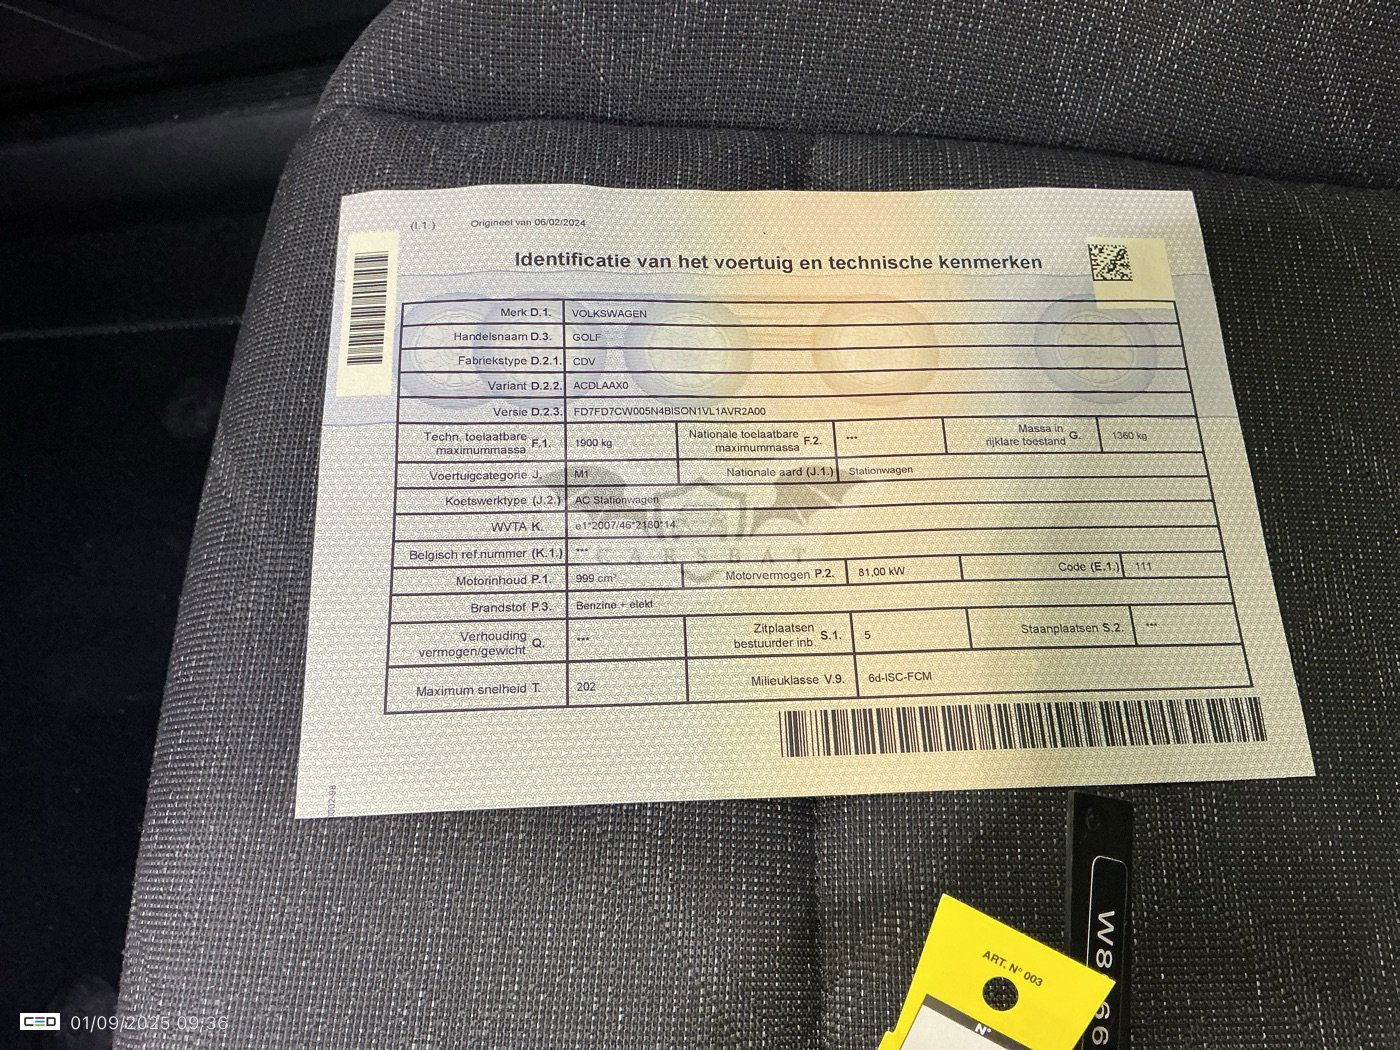 (I.1.) Origineel van 06/02/2024
Identificatie van het voertuig en technische kenmerken
Merk D.1. VOLKSWAGEN
Handelsnaam D.3. GOLF
Fabriekstype D.2.1. CDV
Variant D.2.2. ACDLAAX0
Versie D.2.3. FD7FD7CW005N4BISON1VL1AVR2A00
Techn. toelaatbare maximummassa F.1. 1900 kg Nationale toelaatbare maximummassa F.2. *** Massa in rijklare toestand G. 1360 kg
Voertuigcategorie J. M1 Nationale aard (J.1.) Stationwagen
Koetswerktype (J.2.) AC Stationwagen
WVTA K. e1*2007/46*2180*14
Belgisch ref.nummer (K.1.) ***
CARSBAT
Motorinhoud P.1. 999 cm³ Motorvermogen P.2. 81,00 kW Code (E.1.) 111
Brandstof P.3. Benzine + elekt
Verhouding vermogen/gewicht Q. *** Zitplaatsen bestuurder inb. S.1. 5 Staanplaatsen S.2. ***
Maximum snelheid T. 202 Milieuklasse V.9. 6d-ISC-FCM
ART. N° 003
N°
W8
66
CED 01/09/2025 09:36